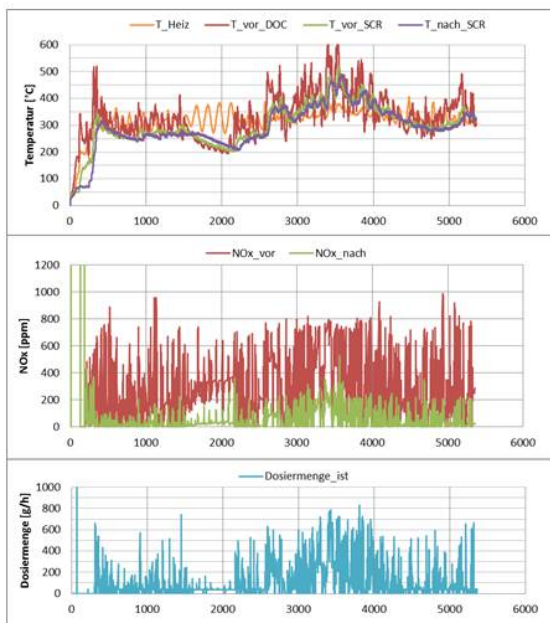 T_Heiz T_vor_DOC T_vor_SCR T_nach_SCR
Temperatur [°C]
600
500
400
300
200
100
0
0 1000 2000 3000 4000 5000 6000
NOx_vor NOx_nach
NOx [ppm]
1200
1000
800
600
400
200
0
0 1000 2000 3000 4000 5000 6000
Dosiermenge_ist
Dosiermenge [g/h]
1000
800
600
400
200
0
0 1000 2000 3000 4000 5000 6000